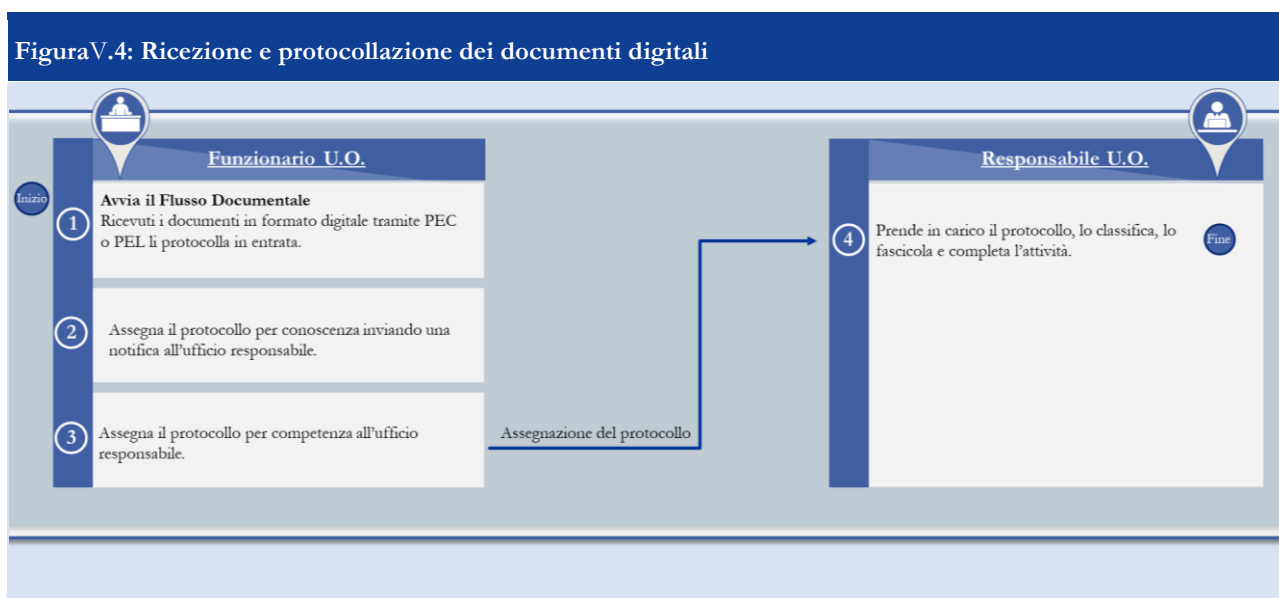 FiguraV.4: Ricezione e protocollazione dei documenti digitali
Funzionario U.O.
Inizio
1
Avvia il Flusso Documentale
Ricevuti i documenti in formato digitale tramite PEC
o PEL li protocolla in entrata.
2
Assegna il protocollo per conoscenza inviando una
notifica all’ufficio responsabile.
3
Assegna il protocollo per competenza all’ufficio
responsabile.
Assegnazione del protocollo
Responsabile U.O.
4
Prende in carico il protocollo, lo classifica, lo
fascicola e completa l’attività.
Fine